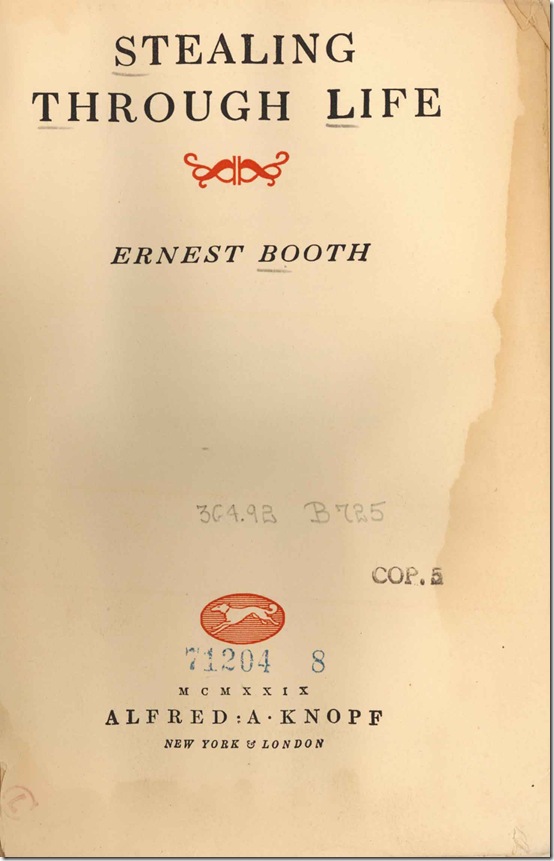 STEALING
THROUGH LIFE
ERNEST BOOTH
364.92 B725
COP. 5
71204 8
MCMXXIX
ALFRED · A · KNOPF
NEW YORK & LONDON